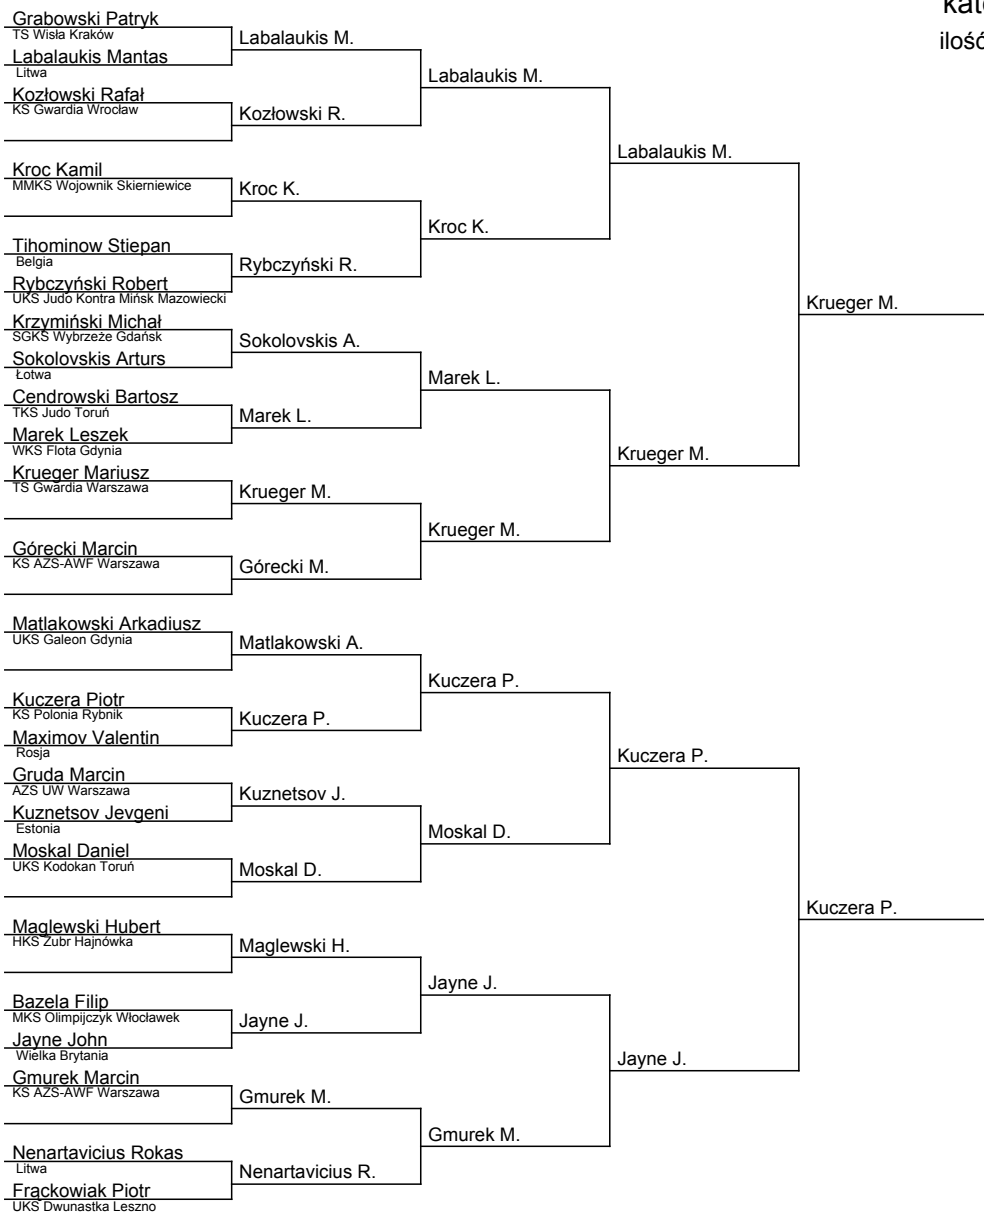 kate
ilość
Grabowski Patryk
TS Wisła Kraków
Labalaukis Mantas
Litwa
Kozłowski Rafał
KS Gwardia Wrocław
Kroc Kamil
MMKS Wojownik Skierniewice
Tihominow Stiepan
Belgia
Rybczyński Robert
UKS Judo Kontra Mińsk Mazowiecki
Krzymiński Michał
SGKS Wybrzeże Gdańsk
Sokolovskis Arturs
Łotwa
Cendrowski Bartosz
TKS Judo Toruń
Marek Leszek
WKS Flota Gdynia
Krueger Mariusz
TS Gwardia Warszawa
Górecki Marcin
KS AZS-AWF Warszawa
Matlakowski Arkadiusz
UKS Galeon Gdynia
Kuczera Piotr
KS Polonia Rybnik
Maximov Valentin
Rosja
Gruda Marcin
AZS UW Warszawa
Kuznetsov Jevgeni
Estonia
Moskal Daniel
UKS Kodokan Toruń
Maglewski Hubert
HKS Żubr Hajnówka
Bazela Filip
MKS Olimpijczyk Włocławek
Jayne John
Wielka Brytania
Gmurek Marcin
KS AZS-AWF Warszawa
Nenartavicius Rokas
Litwa
Frąckowiak Piotr
UKS Dwunastka Leszno
Labalaukis M.
Kozłowski R.
Kroc K.
Rybczyński R.
Sokolovskis A.
Marek L.
Krueger M.
Górecki M.
Matlakowski A.
Kuczera P.
Kuznetsov J.
Moskal D.
Maglewski H.
Jayne J.
Gmurek M.
Nenartavicius R.
Labalaukis M.
Kroc K.
Marek L.
Krueger M.
Kuczera P.
Moskal D.
Jayne J.
Gmurek M.
Labalaukis M.
Krueger M.
Kuczera P.
Jayne J.
Krueger M.
Kuczera P.